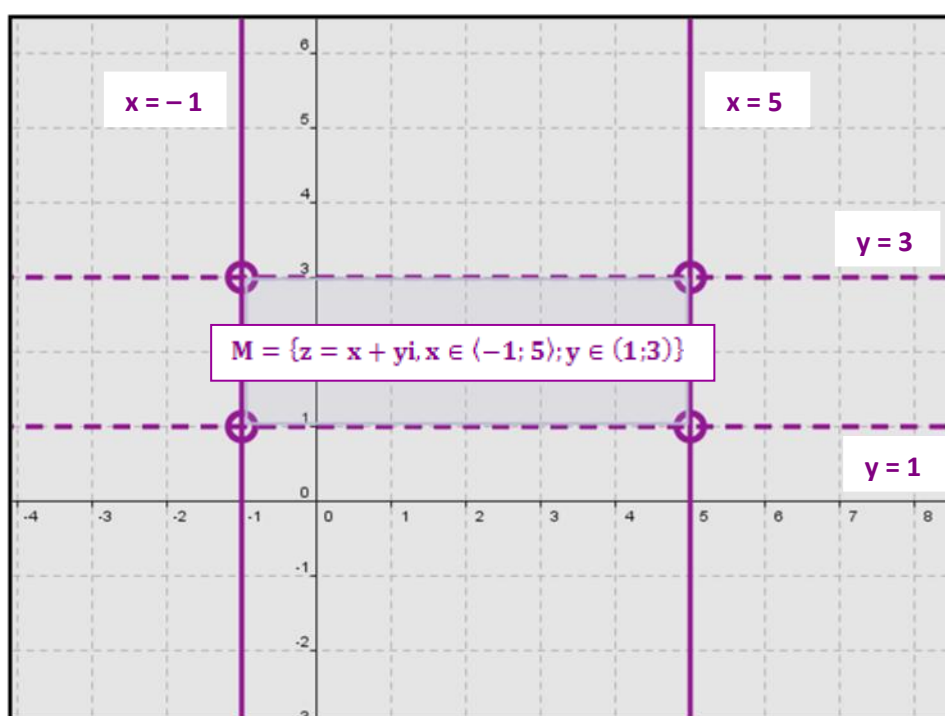 6
x = – 1
x = 5
5
4
y = 3
3
M = {z = x + yi, x ∈ ⟨−1; 5⟩; y ∈ (1;3)}
1
y = 1
0
-4 -3 -2 -1 0 1 2 3 4 5 6 7 8
-1
-2
-3